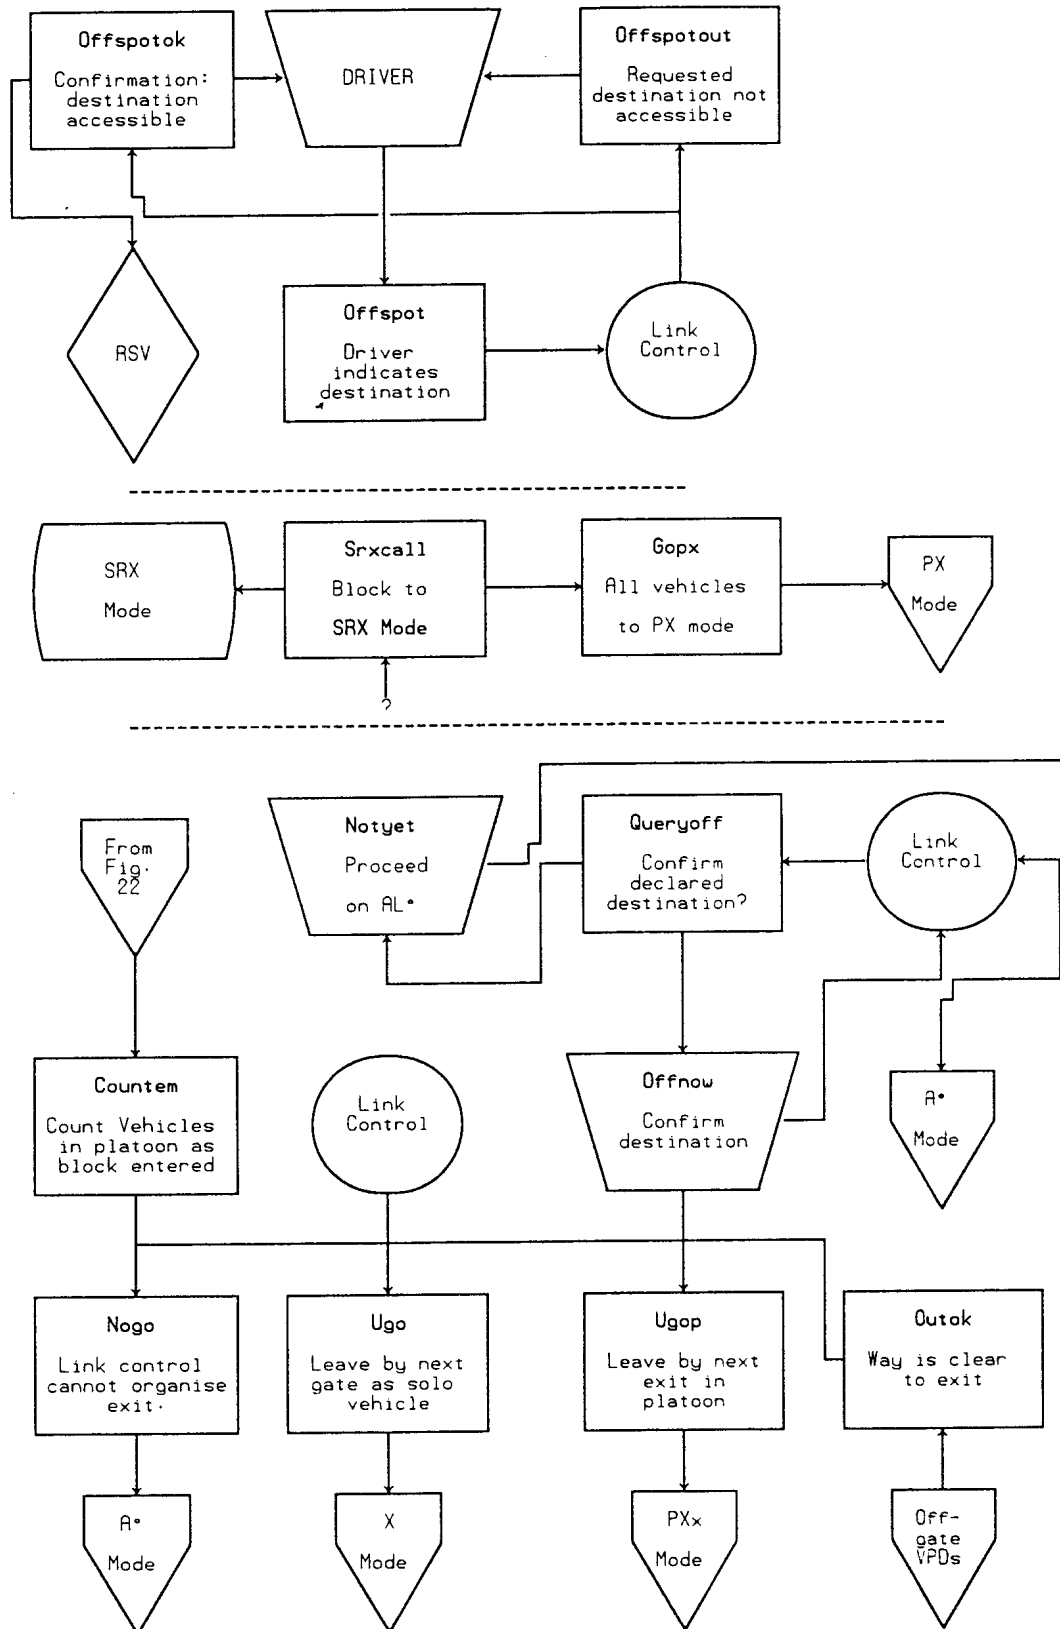 Offspotok
Confirmation:
destination
accessible
DRIVER
Offspotout
Requested
destination not
accessible
RSV
Offspot
Driver
indicates
destination
Link
Control
SRX
Mode
Srxcall
Block to
SRX Mode
Gopx
All vehicles
to PX mode
PX
Mode
?
From
Fig.
22
Notyet
Proceed
on AL°
Queryoff
Confirm
declared
destination?
Link
Control
Countem
Count Vehicles
in platoon as
block entered
Link
Control
Offnow
Confirm
destination
A°
Mode
Nogo
Link control
cannot organise
exit.
Ugo
Leave by next
gate as solo
vehicle
Ugop
Leave by next
exit in
platoon
Outok
Way is clear
to exit
A°
Mode
X
Mode
PXx
Mode
Off-
gate
VPDs